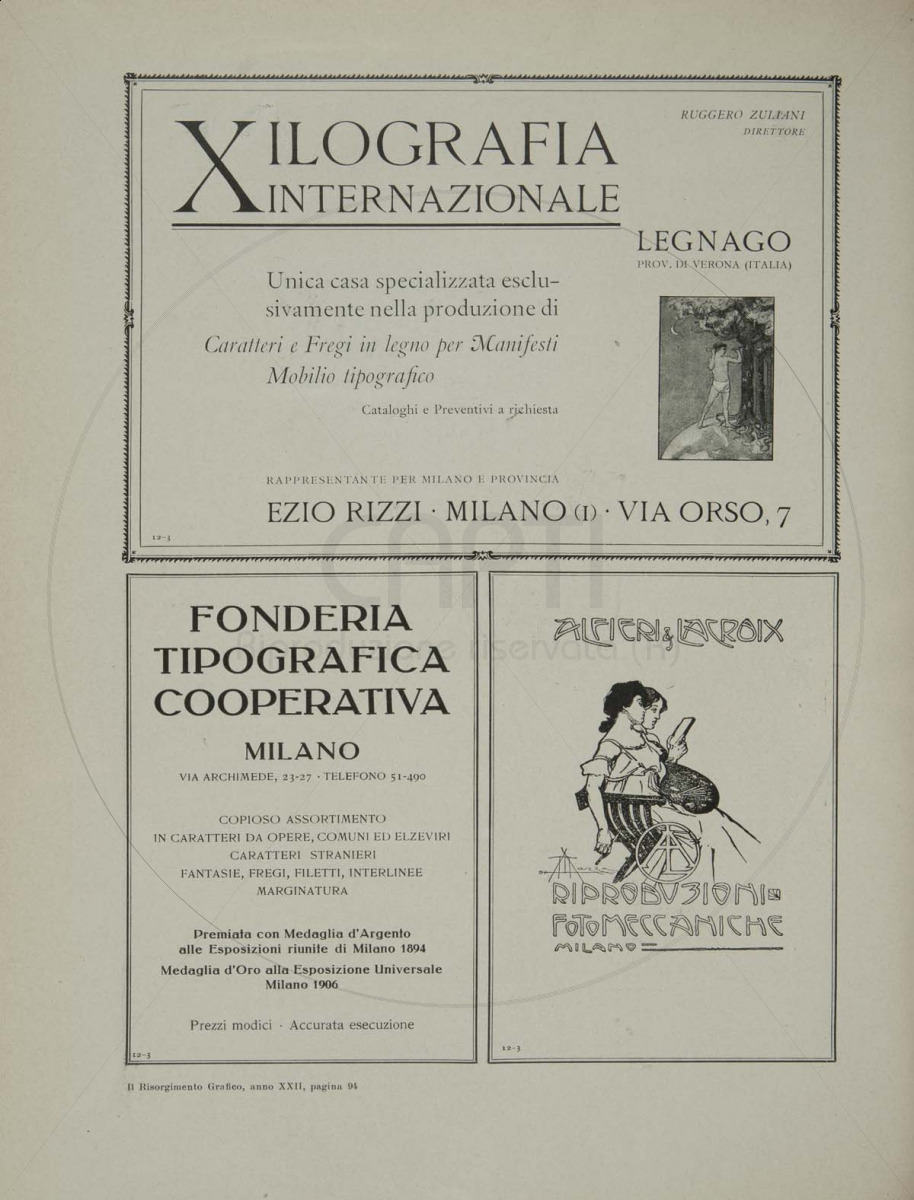 XILOGRAFIA
INTERNAZIONALE
RUGGERO ZULIANI
DIRETTORE
LEGNAGO
PROV. DI VERONA (ITALIA)
Unica casa specializzata esclu-
sivamente nella produzione di
Caratteri e Fregi in legno per Manifesti
Mobilio tipografico
Cataloghi e Preventivi a richiesta
RAPPRESENTANTE PER MILANO E PROVINCIA
EZIO RIZZI · MILANO (I) · VIA ORSO, 7
12-3
FONDERIA
TIPOGRAFICA
COOPERATIVA
MILANO
VIA ARCHIMEDE, 23-27 · TELEFONO 51-490
COPIOSO ASSORTIMENTO
IN CARATTERI DA OPERE, COMUNI ED ELZEVIRI
CARATTERI STRANIERI
FANTASIE, FREGI, FILETTI, INTERLINEE
MARGINATURA
Premiata con Medaglia d'Argento
alle Esposizioni riunite di Milano 1894
Medaglia d'Oro alla Esposizione Universale
Milano 1906
Prezzi modici · Accurata esecuzione
12-3
ALFIERI & LACROIX
RIPRODUZIONI
FOTOMECCANICHE
MILANO
12-3
Il Risorgimento Grafico, anno XXII, pagina 94
CAPTI
riservata (R)